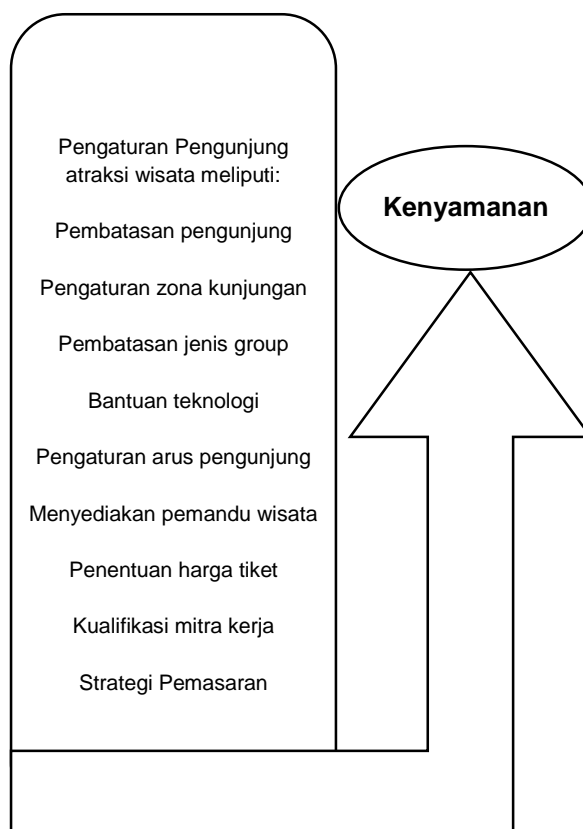 Pengaturan Pengunjung
atraksi wisata meliputi:
Pembatasan pengunjung
Pengaturan zona kunjungan
Pembatasan jenis group
Bantuan teknologi
Pengaturan arus pengunjung
Menyediakan pemandu wisata
Penentuan harga tiket
Kualifikasi mitra kerja
Strategi Pemasaran
Kenyamanan